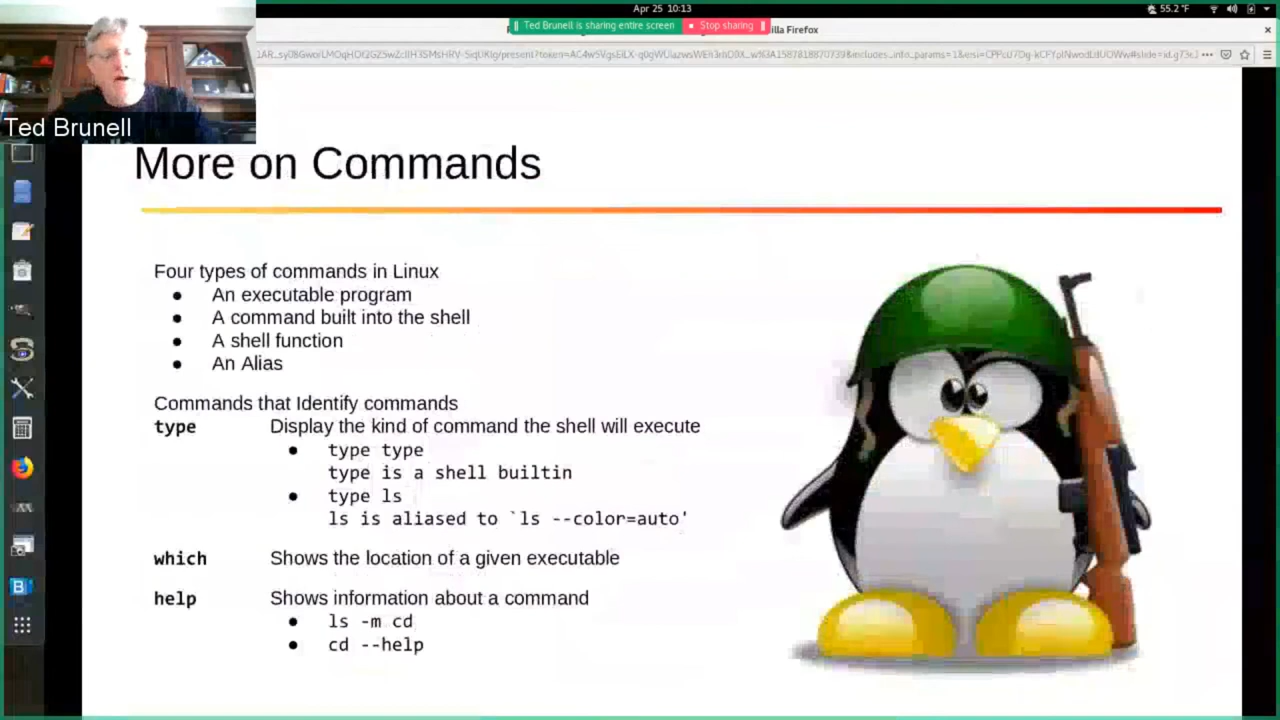 Apr 25 10:13
55.2 °F
Ted Brunell is sharing entire screen
Stop sharing
illa Firefox
Ted Brunell
More on Commands
Four types of commands in Linux
● An executable program
● A command built into the shell
● A shell function
● An Alias
Commands that Identify commands
type Display the kind of command the shell will execute
● type type
type is a shell builtin
● type ls
ls is aliased to `ls --color=auto'
which Shows the location of a given executable
help Shows information about a command
● ls -m cd
● cd --help